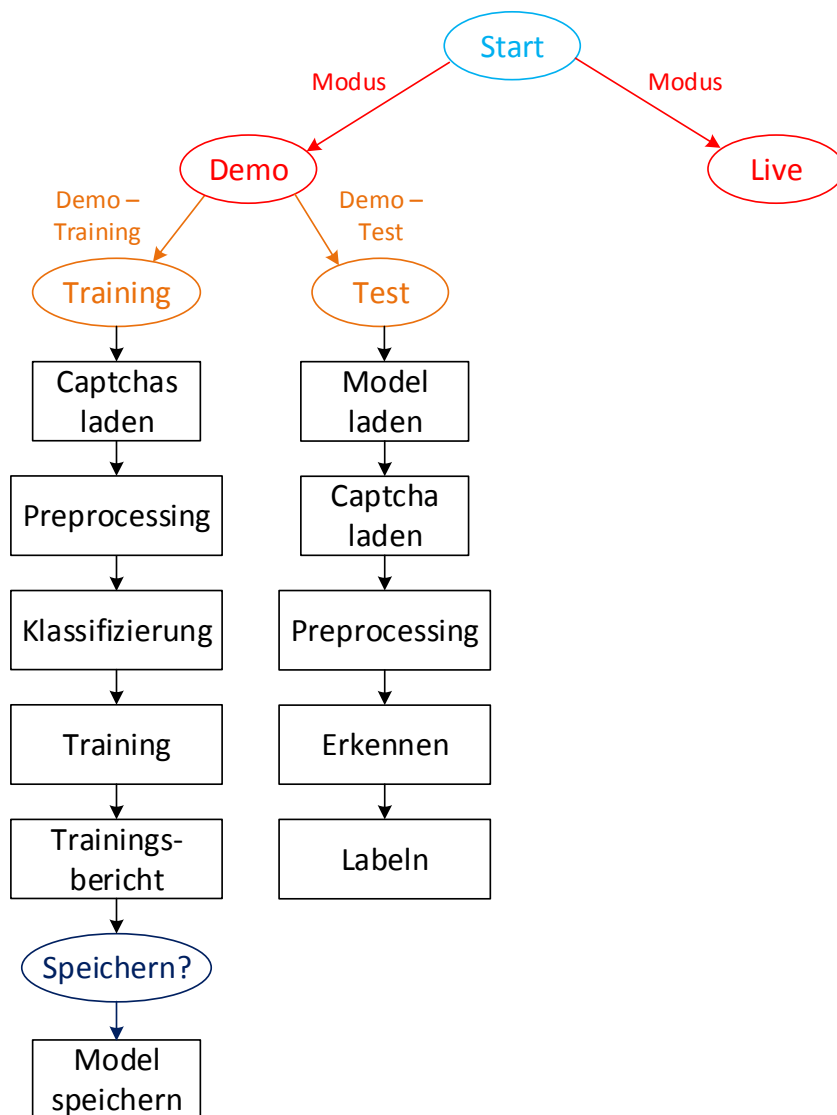 Start
Modus
Modus
Demo
Live
Demo –
Training
Demo –
Test
Training
Test
Captchas
laden
Model
laden
Preprocessing
Captcha
laden
Klassifizierung
Preprocessing
Training
Erkennen
Trainings-
bericht
Labeln
Speichern?
Model
speichern